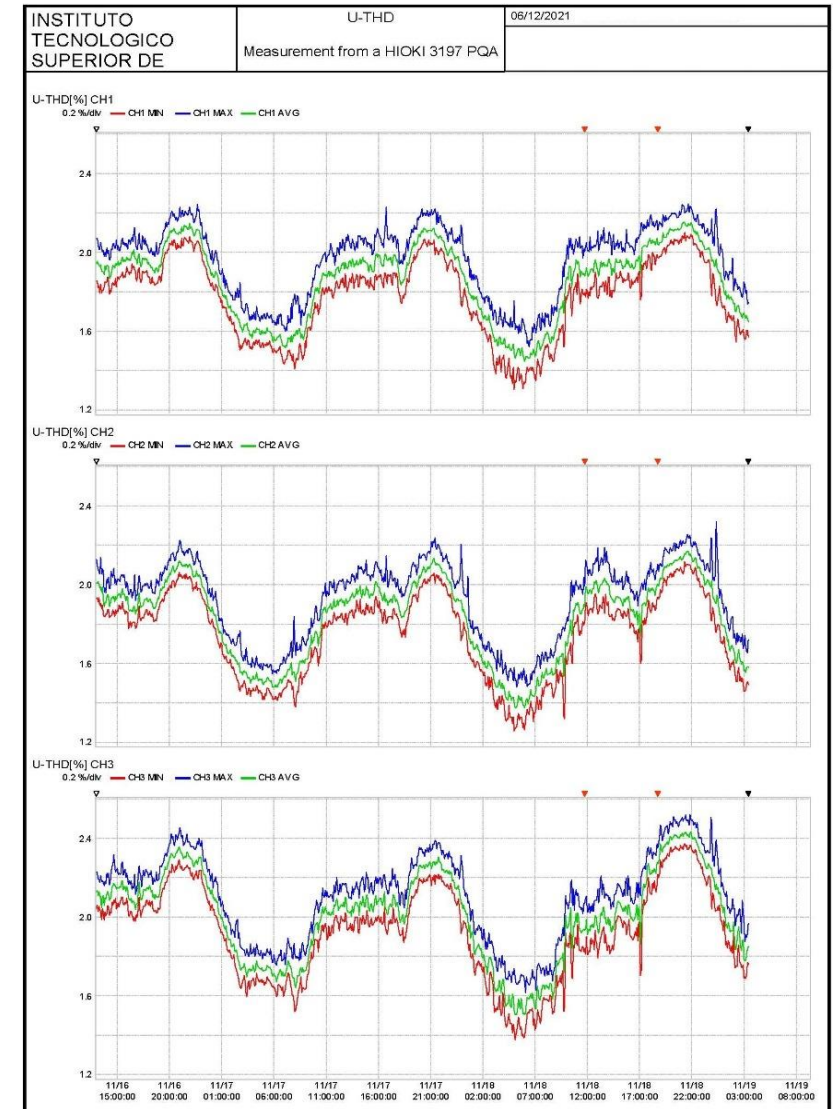 INSTITUTO
TECNOLOGICO
SUPERIOR DE
U-THD
Measurement from a HIOKI 3197 PQA
06/12/2021
U-THD[%] CH1
0.2 %/div CH1 MIN CH1 MAX CH1 AVG
2.4
2.0
1.6
1.2
U-THD[%] CH2
0.2 %/div CH2 MIN CH2 MAX CH2 AVG
2.4
2.0
1.6
1.2
U-THD[%] CH3
0.2 %/div CH3 MIN CH3 MAX CH3 AVG
2.4
2.0
1.6
1.2
11/16 11/16 11/17 11/17 11/17 11/17 11/17 11/18 11/18 11/18 11/18 11/18 11/19 11/19
15:00:00 20:00:00 01:00:00 06:00:00 11:00:00 16:00:00 21:00:00 02:00:00 07:00:00 12:00:00 17:00:00 22:00:00 03:00:00 08:00:00